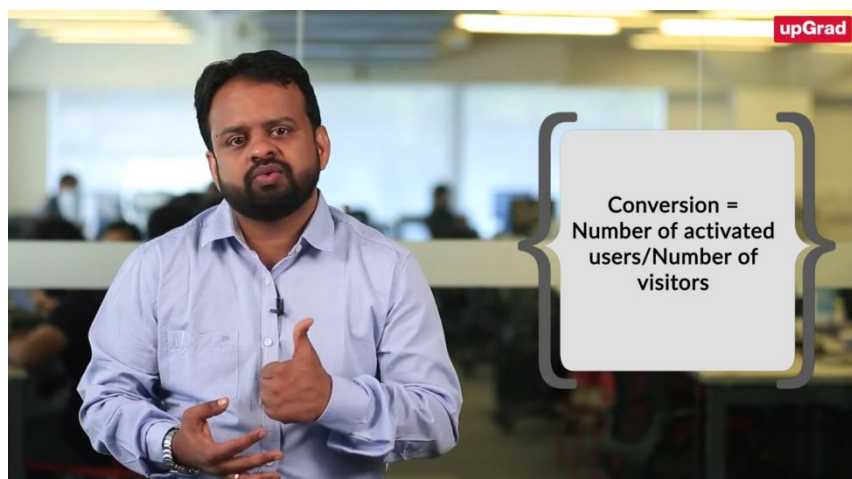 upGrad
Conversion =
Number of activated
users/Number of
visitors